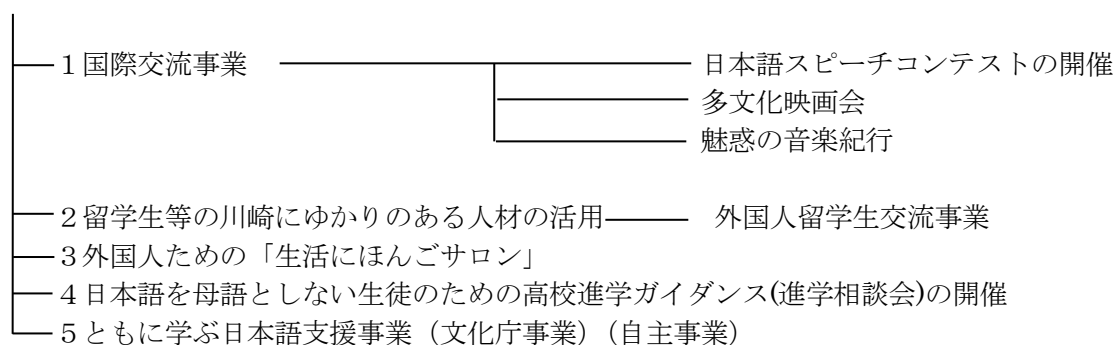 １国際交流事業 日本語スピーチコンテストの開催
多文化映画会
魅惑の音楽紀行
２留学生等の川崎にゆかりのある人材の活用 外国人留学生交流事業
３外国人ための「生活にほんごサロン」
４日本語を母語としない生徒のための高校進学ガイダンス(進学相談会)の開催
５ともに学ぶ日本語支援事業（文化庁事業）（自主事業）